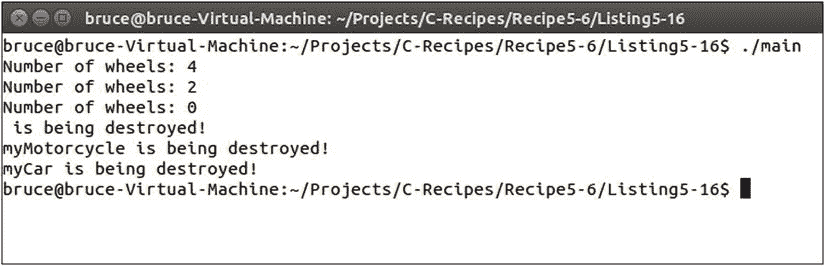 bruce@bruce-Virtual-Machine: ~/Projects/C-Recipes/Recipe5-6/Listing5-16
bruce@bruce-Virtual-Machine:~/Projects/C-Recipes/Recipe5-6/Listing5-16$ ./main
Number of wheels: 4
Number of wheels: 2
Number of wheels: 0
 is being destroyed!
myMotorcycle is being destroyed!
myCar is being destroyed!
bruce@bruce-Virtual-Machine:~/Projects/C-Recipes/Recipe5-6/Listing5-16$